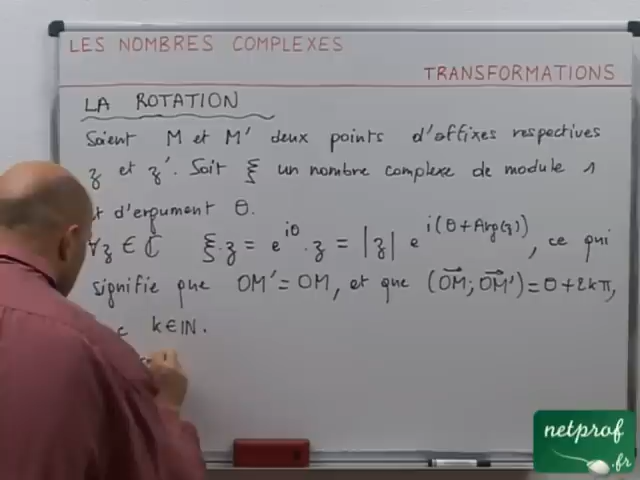 LES NOMBRES COMPLEXES
TRANSFORMATIONS
LA ROTATION
Soient M et M' deux points d'affixes respectives
z et z'. Soit ξ un nombre complexe de module 1
d'argument θ.
∀z ∈ ℂ ξ.z = e^{iθ}.z = |z| e^{i(θ+Arg(z))}, ce qui
signifie que OM' = OM, et que (OM; OM') = θ + 2kπ,
k ∈ IN.
netprof
.fr